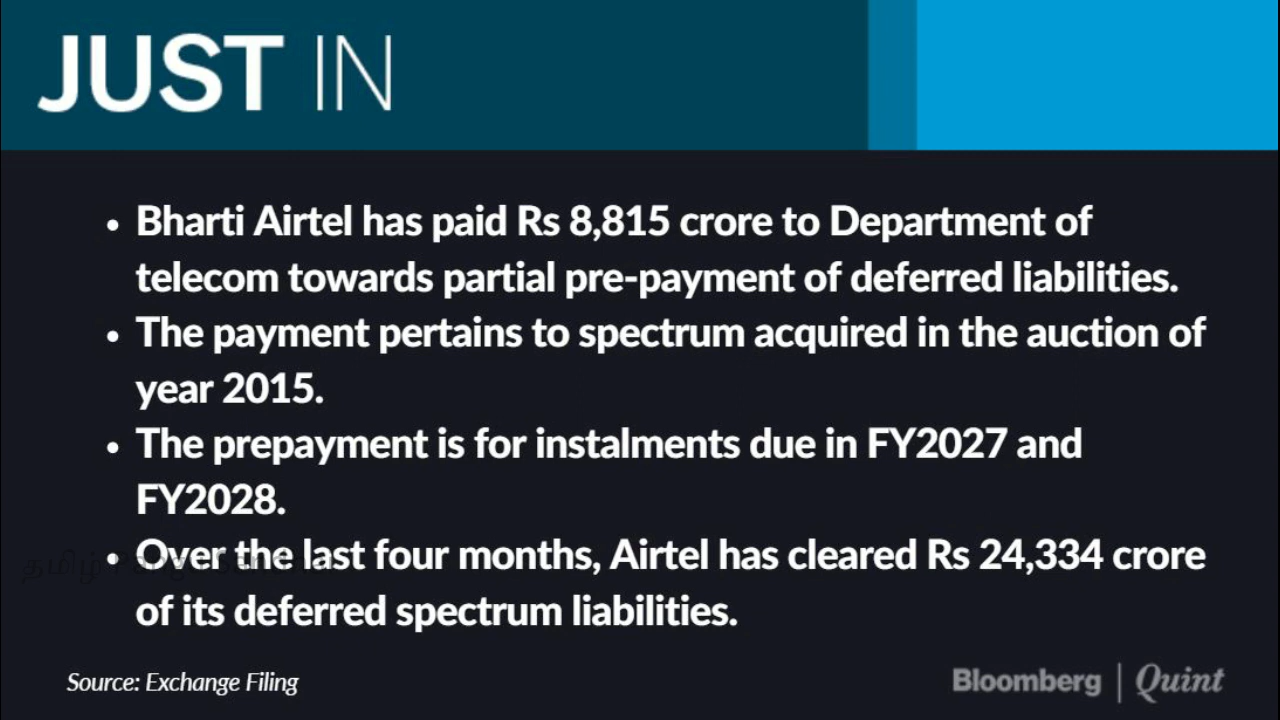 JUST IN
• Bharti Airtel has paid Rs 8,815 crore to Department of
telecom towards partial pre-payment of deferred liabilities.
• The payment pertains to spectrum acquired in the auction of
year 2015.
• The prepayment is for instalments due in FY2027 and
FY2028.
• Over the last four months, Airtel has cleared Rs 24,334 crore
of its deferred spectrum liabilities.
தமிழ்
Source: Exchange Filing
Bloomberg | Quint